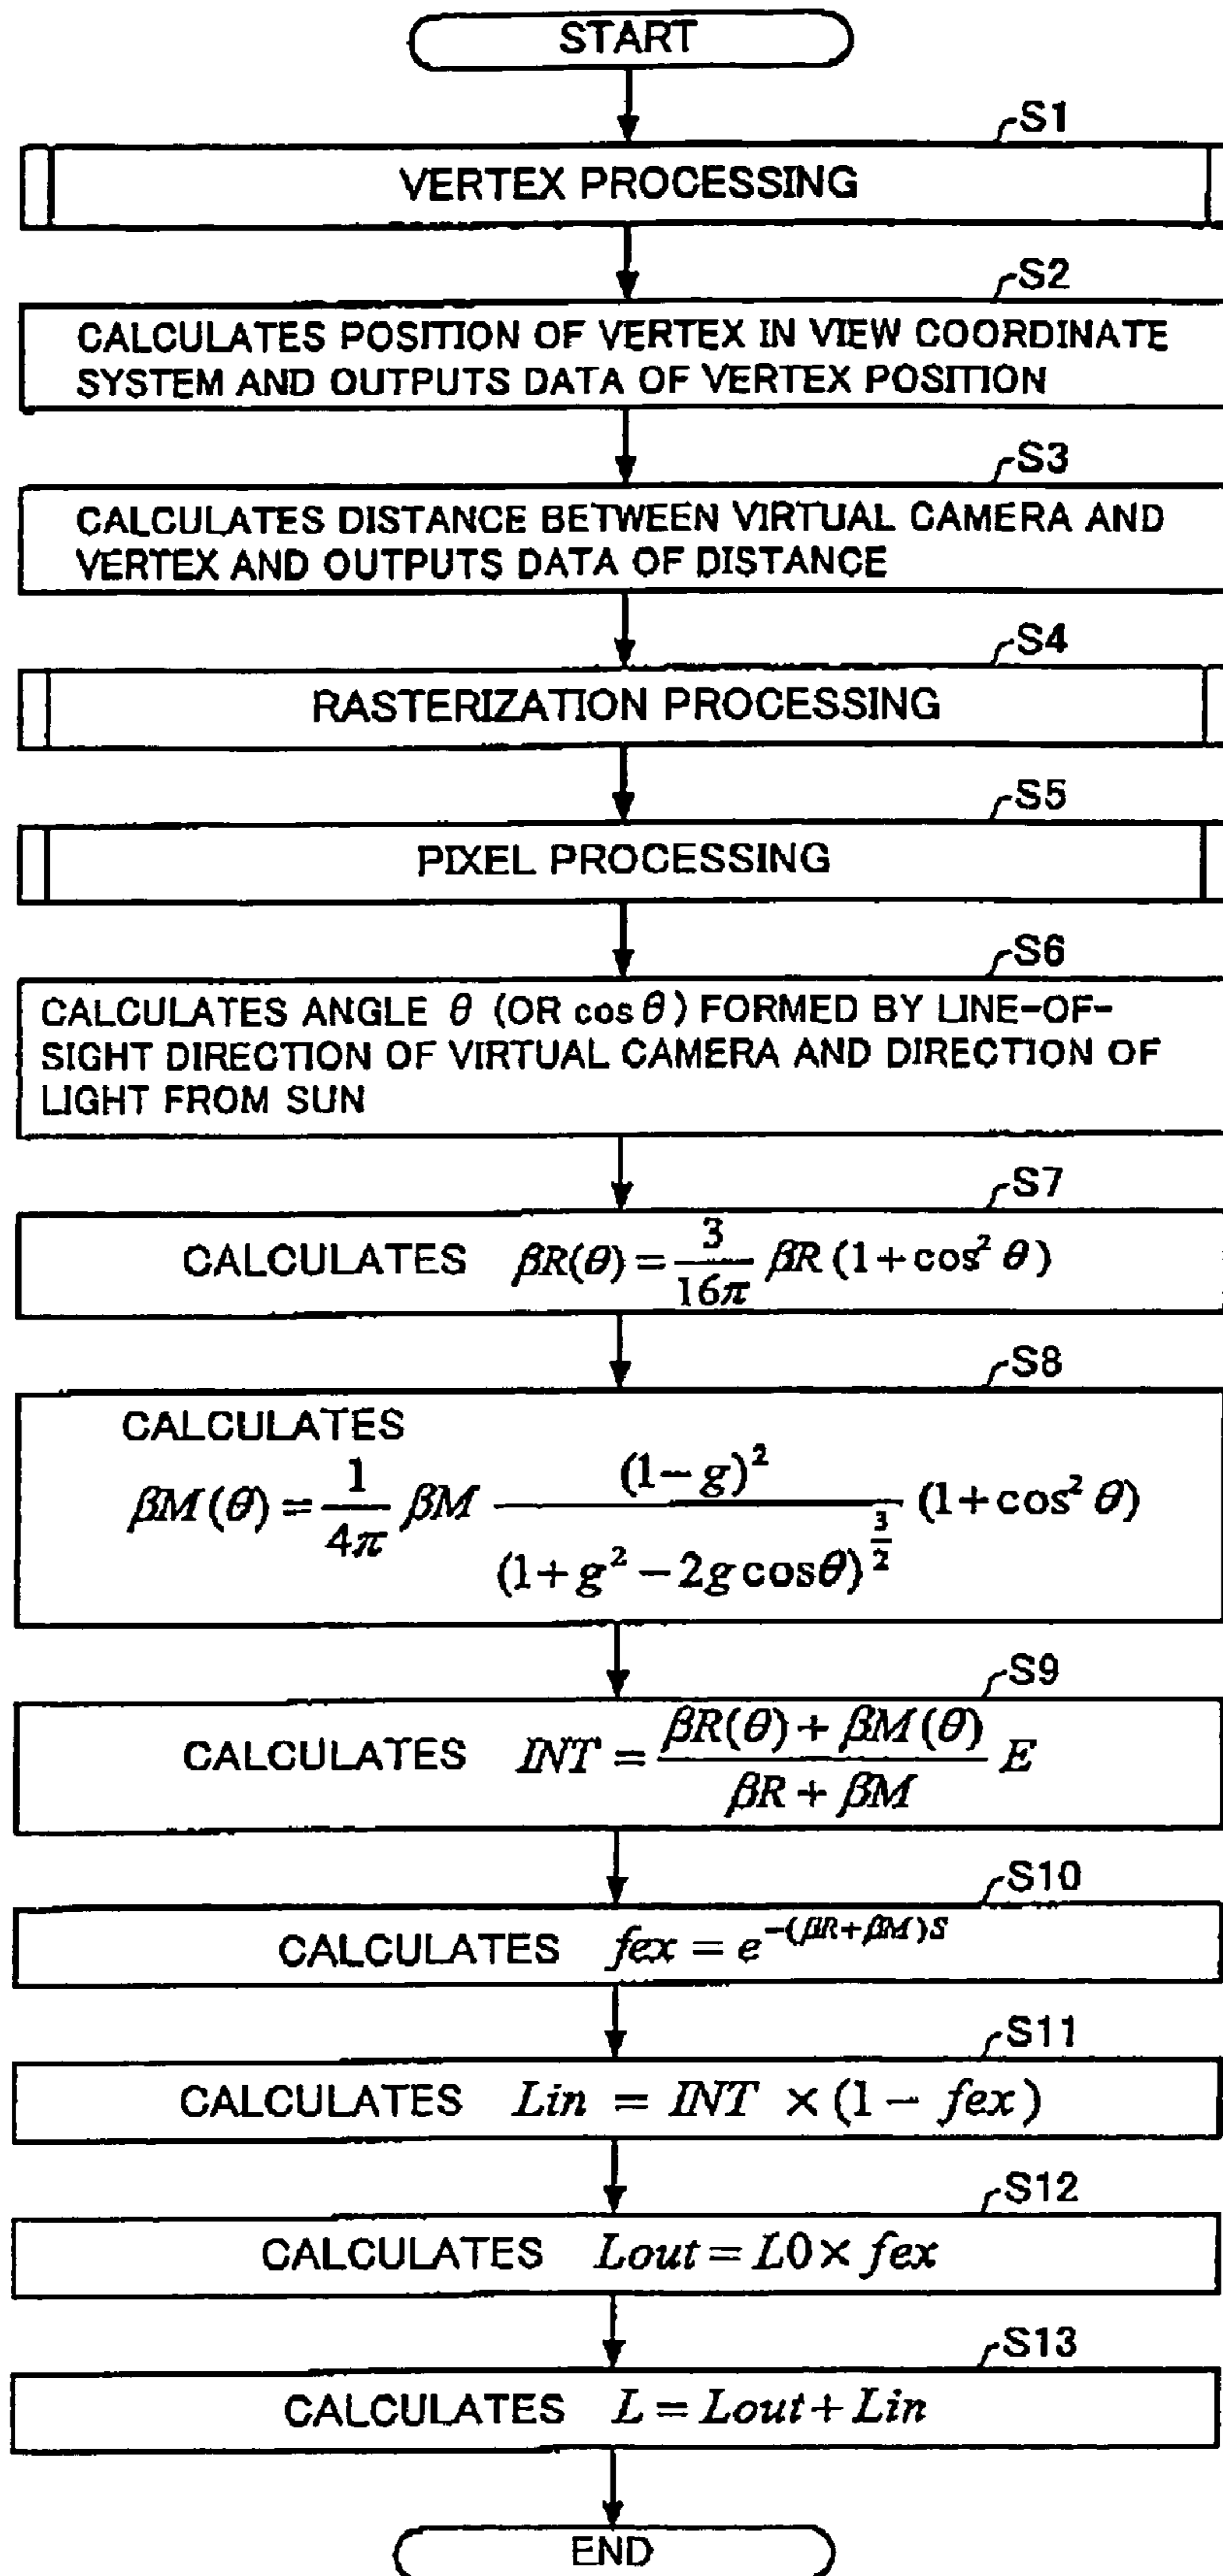 START
S1
VERTEX PROCESSING
S2
CALCULATES POSITION OF VERTEX IN VIEW COORDINATE
SYSTEM AND OUTPUTS DATA OF VERTEX POSITION
S3
CALCULATES DISTANCE BETWEEN VIRTUAL CAMERA AND
VERTEX AND OUTPUTS DATA OF DISTANCE
S4
RASTERIZATION PROCESSING
S5
PIXEL PROCESSING
S6
CALCULATES ANGLE θ (OR cos θ) FORMED BY LINE-OF-
SIGHT DIRECTION OF VIRTUAL CAMERA AND DIRECTION OF
LIGHT FROM SUN
S7
CALCULATES βR(θ) = 3/16π βR (1+cos² θ)
S8
CALCULATES
βM(θ) = 1/4π βM (1−g)² / (1+g² −2g cosθ)^(3/2) (1+cos² θ)
S9
CALCULATES INT = (βR(θ) + βM(θ)) / (βR + βM) E
S10
CALCULATES fex = e^−(βR+βM)S
S11
CALCULATES Lin = INT × (1 − fex)
S12
CALCULATES Lout = L0 × fex
S13
CALCULATES L = Lout + Lin
END